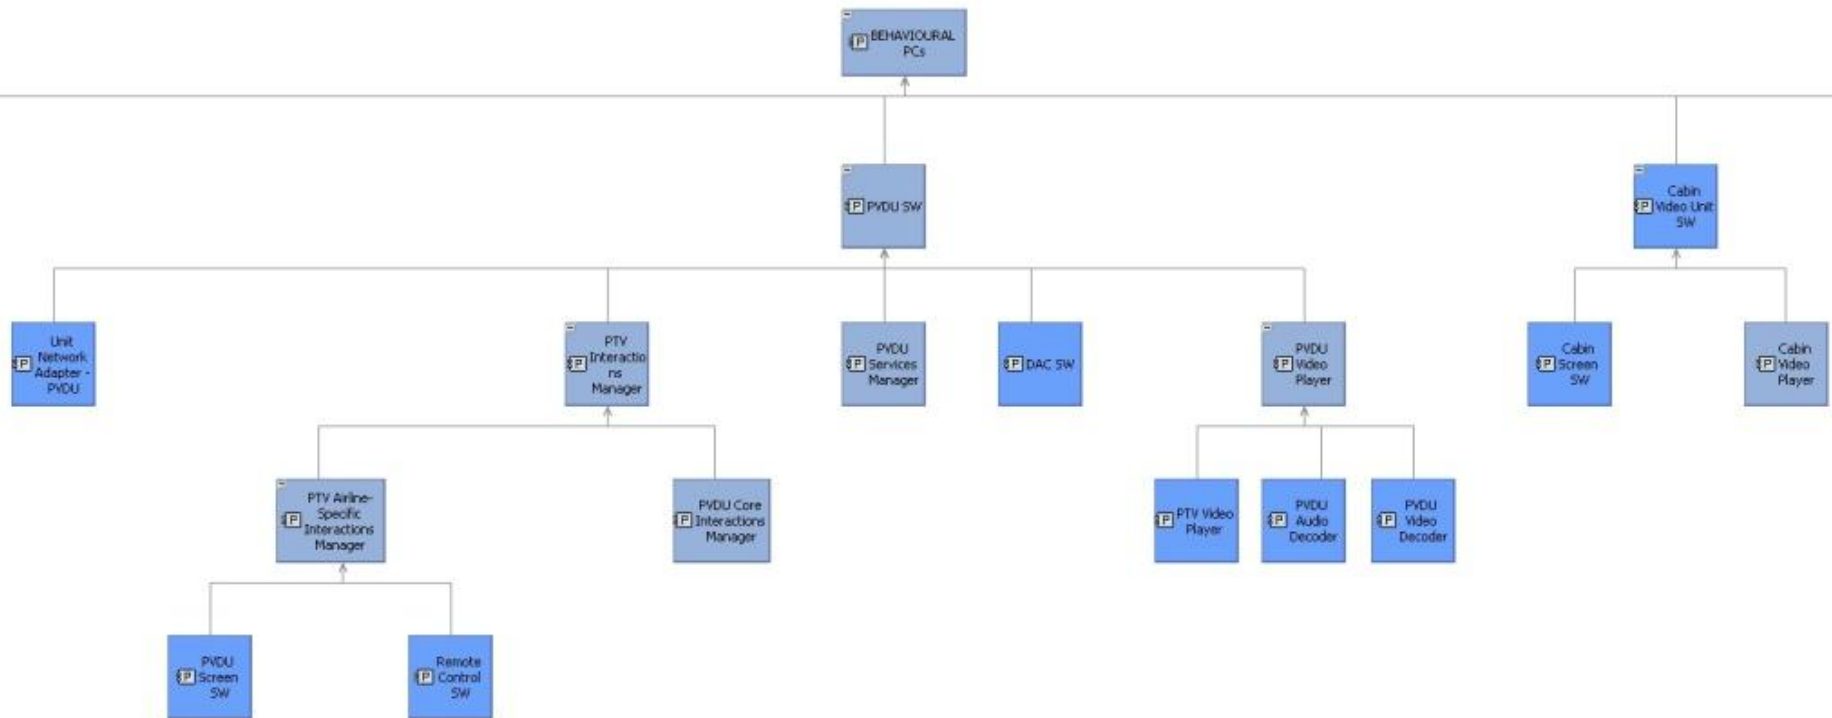 BEHAVIOURAL
P
PCs
P PVDU SW
Cabin
P Video Unit
SW
Unit
P Network
Adapter -
PVDU
PTV
P Interactio
ns
Manager
PVDU
P Services
Manager
P DAC SW
PVDU
P Video
Player
Cabin
P Screen
SW
Cabin
P Video
Player
PTV Airline-
Specific
P Interactions
Manager
PVDU Core
P Interactions
Manager
P PTV Video
Player
PVDU
P Audio
Decoder
PVDU
P Video
Decoder
PVDU
P Screen
SW
Remote
P Control
SW